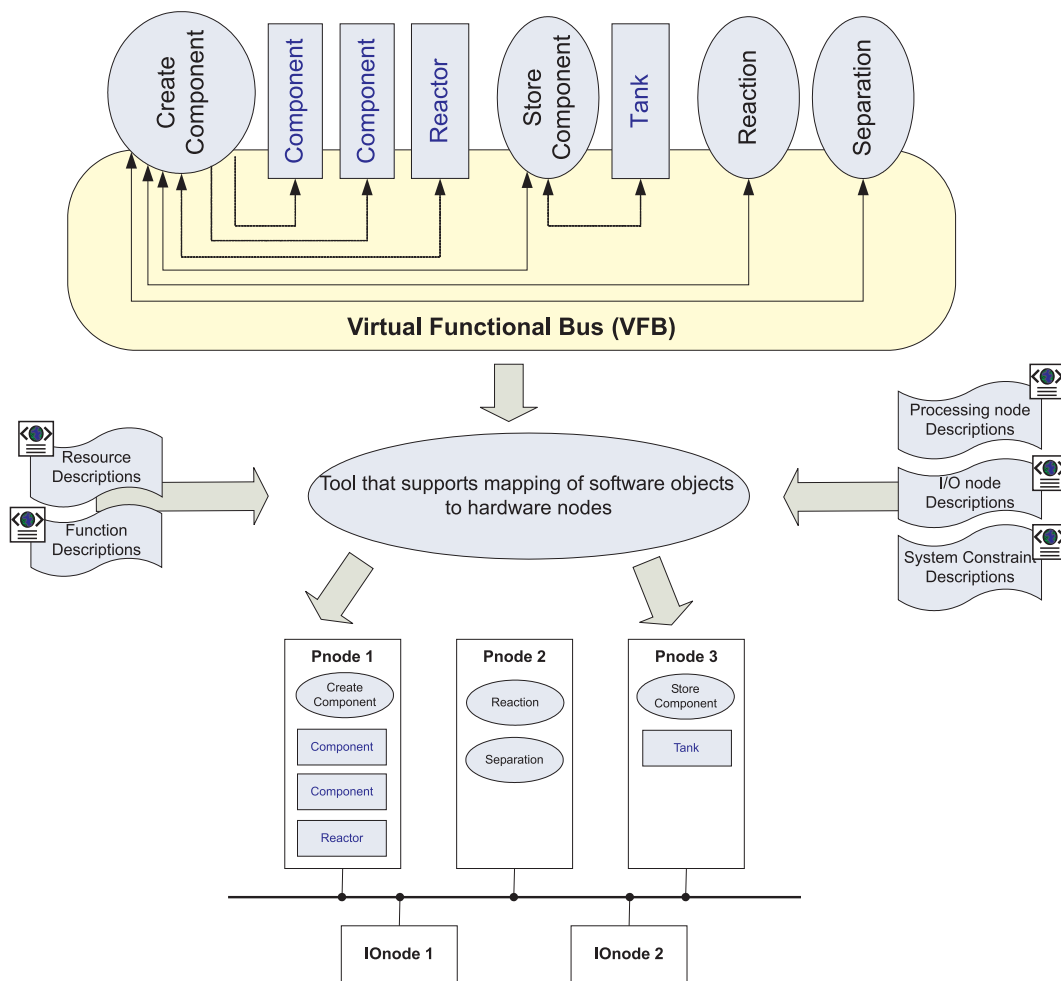 Create
Component
Component
Component
Reactor
Store
Component
Tank
Reaction
Separation
Virtual Functional Bus (VFB)
Resource
Descriptions
Function
Descriptions
Tool that supports mapping of software objects
to hardware nodes
Processing node
Descriptions
I/O node
Descriptions
System Constraint
Descriptions
Pnode 1
Create
Component
Component
Component
Reactor
Pnode 2
Reaction
Separation
Pnode 3
Store
Component
Tank
IOnode 1
IOnode 2